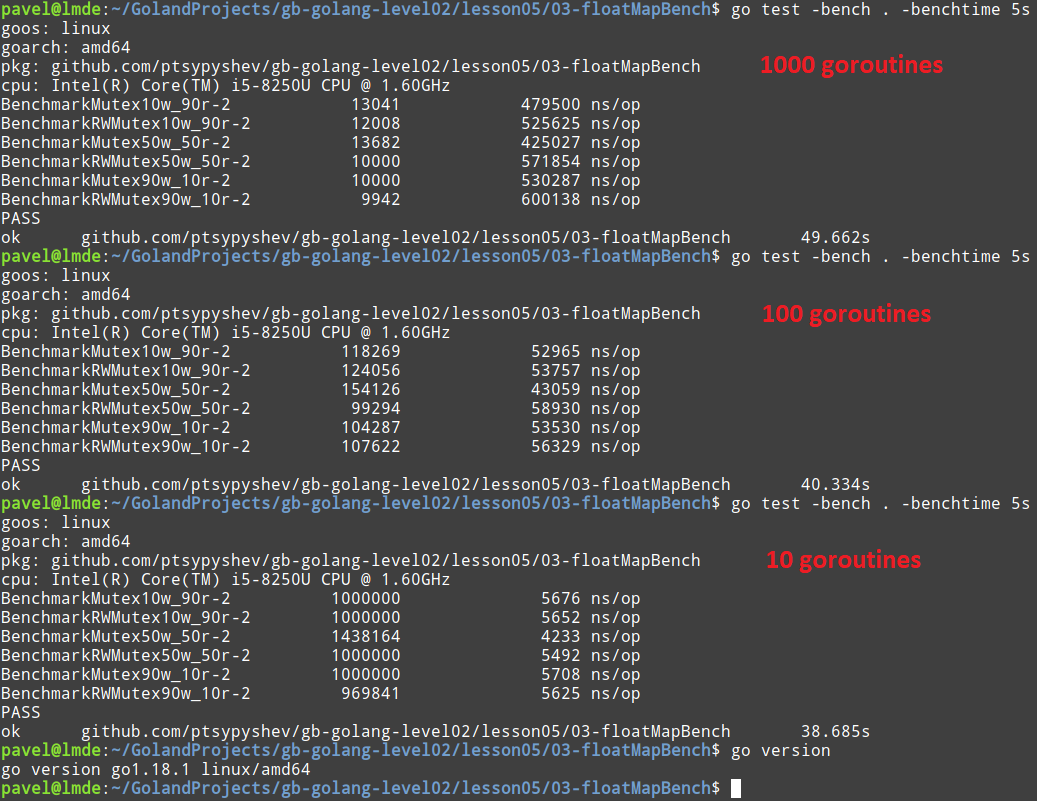 pavel@lmde:~/GolandProjects/gb-golang-level02/lesson05/03-floatMapBench$ go test -bench . -benchtime 5s
goos: linux
goarch: amd64
pkg: github.com/ptsypyshev/gb-golang-level02/lesson05/03-floatMapBench
1000 goroutines
cpu: Intel(R) Core(TM) i5-8250U CPU @ 1.60GHz
BenchmarkMutex10w_90r-2 13041 479500 ns/op
BenchmarkRWMutex10w_90r-2 12008 525625 ns/op
BenchmarkMutex50w_50r-2 13682 425027 ns/op
BenchmarkRWMutex50w_50r-2 10000 571854 ns/op
BenchmarkMutex90w_10r-2 10000 530287 ns/op
BenchmarkRWMutex90w_10r-2 9942 600138 ns/op
PASS
ok github.com/ptsypyshev/gb-golang-level02/lesson05/03-floatMapBench 49.662s
pavel@lmde:~/GolandProjects/gb-golang-level02/lesson05/03-floatMapBench$ go test -bench . -benchtime 5s
goos: linux
goarch: amd64
pkg: github.com/ptsypyshev/gb-golang-level02/lesson05/03-floatMapBench
100 goroutines
cpu: Intel(R) Core(TM) i5-8250U CPU @ 1.60GHz
BenchmarkMutex10w_90r-2 118269 52965 ns/op
BenchmarkRWMutex10w_90r-2 124056 53757 ns/op
BenchmarkMutex50w_50r-2 154126 43059 ns/op
BenchmarkRWMutex50w_50r-2 99294 58930 ns/op
BenchmarkMutex90w_10r-2 104287 53530 ns/op
BenchmarkRWMutex90w_10r-2 107622 56329 ns/op
PASS
ok github.com/ptsypyshev/gb-golang-level02/lesson05/03-floatMapBench 40.334s
pavel@lmde:~/GolandProjects/gb-golang-level02/lesson05/03-floatMapBench$ go test -bench . -benchtime 5s
goos: linux
goarch: amd64
pkg: github.com/ptsypyshev/gb-golang-level02/lesson05/03-floatMapBench
10 goroutines
cpu: Intel(R) Core(TM) i5-8250U CPU @ 1.60GHz
BenchmarkMutex10w_90r-2 1000000 5676 ns/op
BenchmarkRWMutex10w_90r-2 1000000 5652 ns/op
BenchmarkMutex50w_50r-2 1438164 4233 ns/op
BenchmarkRWMutex50w_50r-2 1000000 5492 ns/op
BenchmarkMutex90w_10r-2 1000000 5708 ns/op
BenchmarkRWMutex90w_10r-2 969841 5625 ns/op
PASS
ok github.com/ptsypyshev/gb-golang-level02/lesson05/03-floatMapBench 38.685s
pavel@lmde:~/GolandProjects/gb-golang-level02/lesson05/03-floatMapBench$ go version
go version go1.18.1 linux/amd64
pavel@lmde:~/GolandProjects/gb-golang-level02/lesson05/03-floatMapBench$